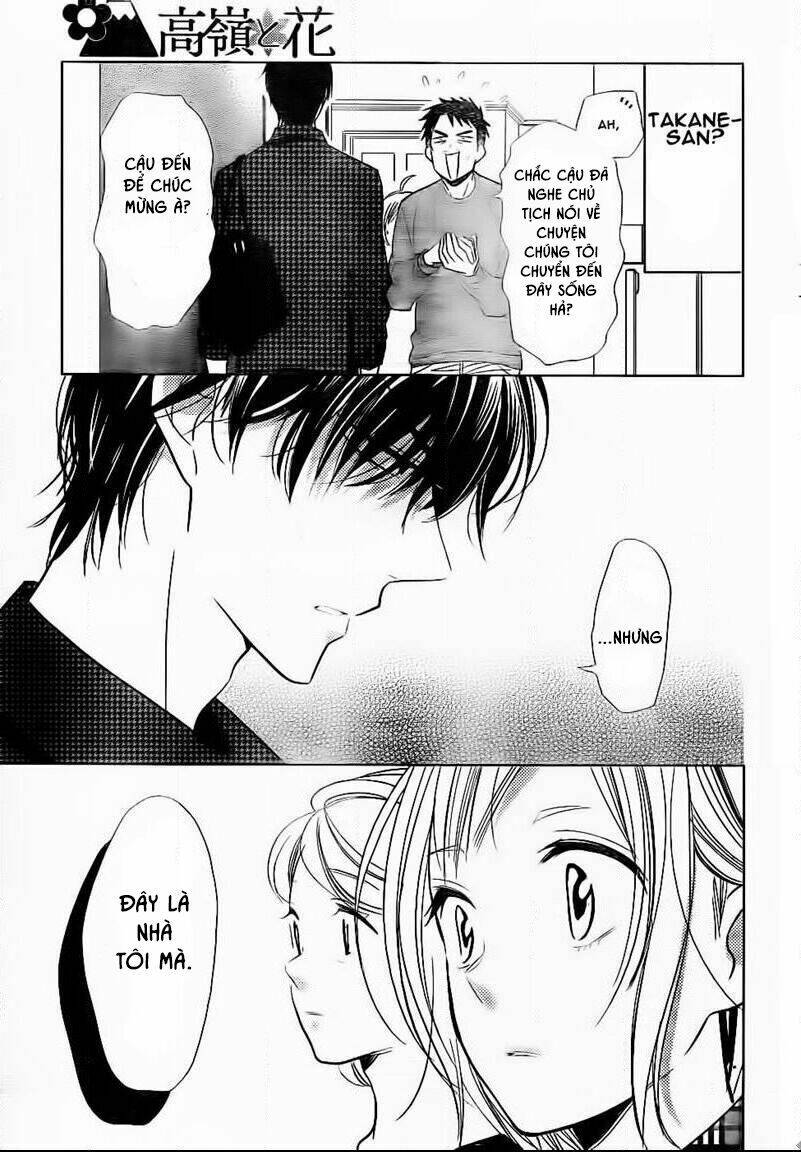 高嶺と花
TAKANE-
SAN?
AH,
CHẮC CẬU ĐÃ
NGHE CHỦ
TỊCH NÓI VỀ
CHUYỆN
CHÚNG TÔI
CHUYỂN ĐẾN
ĐÂY SỐNG
HẢ?
CẬU ĐẾN
ĐỂ CHÚC
MỪNG À?
...NHƯNG
ĐÂY LÀ
NHÀ
TÔI MÀ.